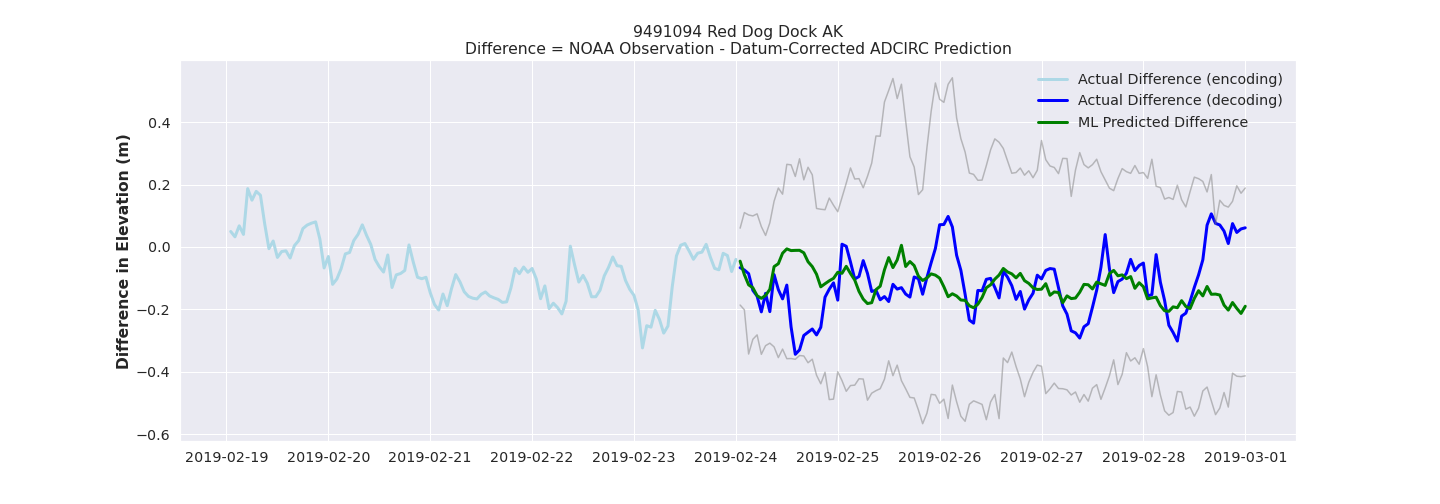 9491094 Red Dog Dock AK
Difference = NOAA Observation - Datum-Corrected ADCIRC Prediction
Actual Difference (encoding)
Actual Difference (decoding)
ML Predicted Difference
Difference in Elevation (m)
0.4
0.2
0.0
−0.2
−0.4
−0.6
2019-02-19 2019-02-20 2019-02-21 2019-02-22 2019-02-23 2019-02-24 2019-02-25 2019-02-26 2019-02-27 2019-02-28 2019-03-01